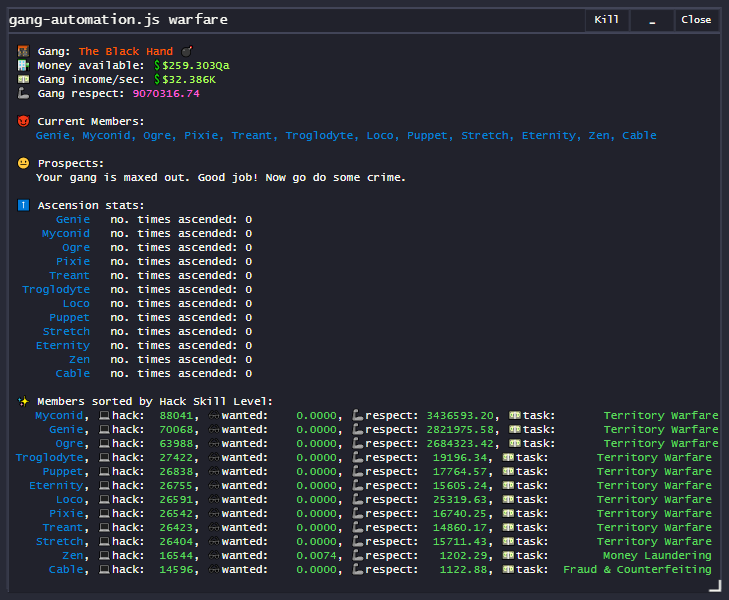 gang-automation.js warfare
Kill
_
Close
Gang: The Black Hand 💣
Money available: $$259.303Qa
Gang income/sec: $$32.386K
Gang respect: 9070316.74
Current Members:
Genie, Myconid, Ogre, Pixie, Treant, Troglodyte, Loco, Puppet, Stretch, Eternity, Zen, Cable
Prospects:
Your gang is maxed out. Good job! Now go do some crime.
1 Ascension stats:
Genie no. times ascended: 0
Myconid no. times ascended: 0
Ogre no. times ascended: 0
Pixie no. times ascended: 0
Treant no. times ascended: 0
Troglodyte no. times ascended: 0
Loco no. times ascended: 0
Puppet no. times ascended: 0
Stretch no. times ascended: 0
Eternity no. times ascended: 0
Zen no. times ascended: 0
Cable no. times ascended: 0
Members sorted by Hack Skill Level:
Myconid, hack: 88041, wanted: 0.0000, respect: 3436593.20, task: Territory Warfare
Genie, hack: 70068, wanted: 0.0000, respect: 2821975.58, task: Territory Warfare
Ogre, hack: 63988, wanted: 0.0000, respect: 2684323.42, task: Territory Warfare
Troglodyte, hack: 27422, wanted: 0.0000, respect: 19196.34, task: Territory Warfare
Puppet, hack: 26838, wanted: 0.0000, respect: 17764.57, task: Territory Warfare
Eternity, hack: 26755, wanted: 0.0000, respect: 15605.24, task: Territory Warfare
Loco, hack: 26591, wanted: 0.0000, respect: 25319.63, task: Territory Warfare
Pixie, hack: 26542, wanted: 0.0000, respect: 16740.25, task: Territory Warfare
Treant, hack: 26423, wanted: 0.0000, respect: 14860.17, task: Territory Warfare
Stretch, hack: 26404, wanted: 0.0000, respect: 15711.43, task: Territory Warfare
Zen, hack: 16544, wanted: 0.0074, respect: 1202.29, task: Money Laundering
Cable, hack: 14596, wanted: 0.0000, respect: 1122.88, task: Fraud & Counterfeiting